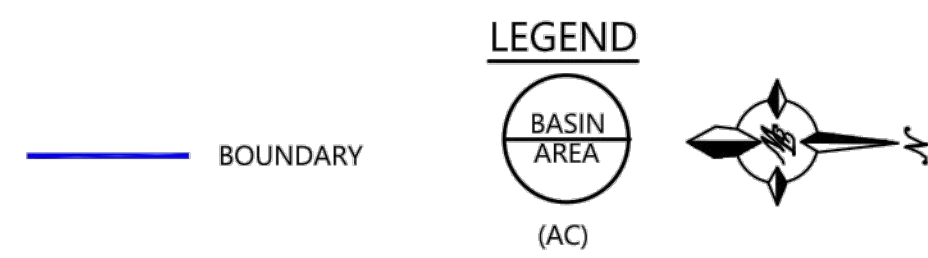 LEGEND
BASIN
AREA
BOUNDARY
(AC)
N